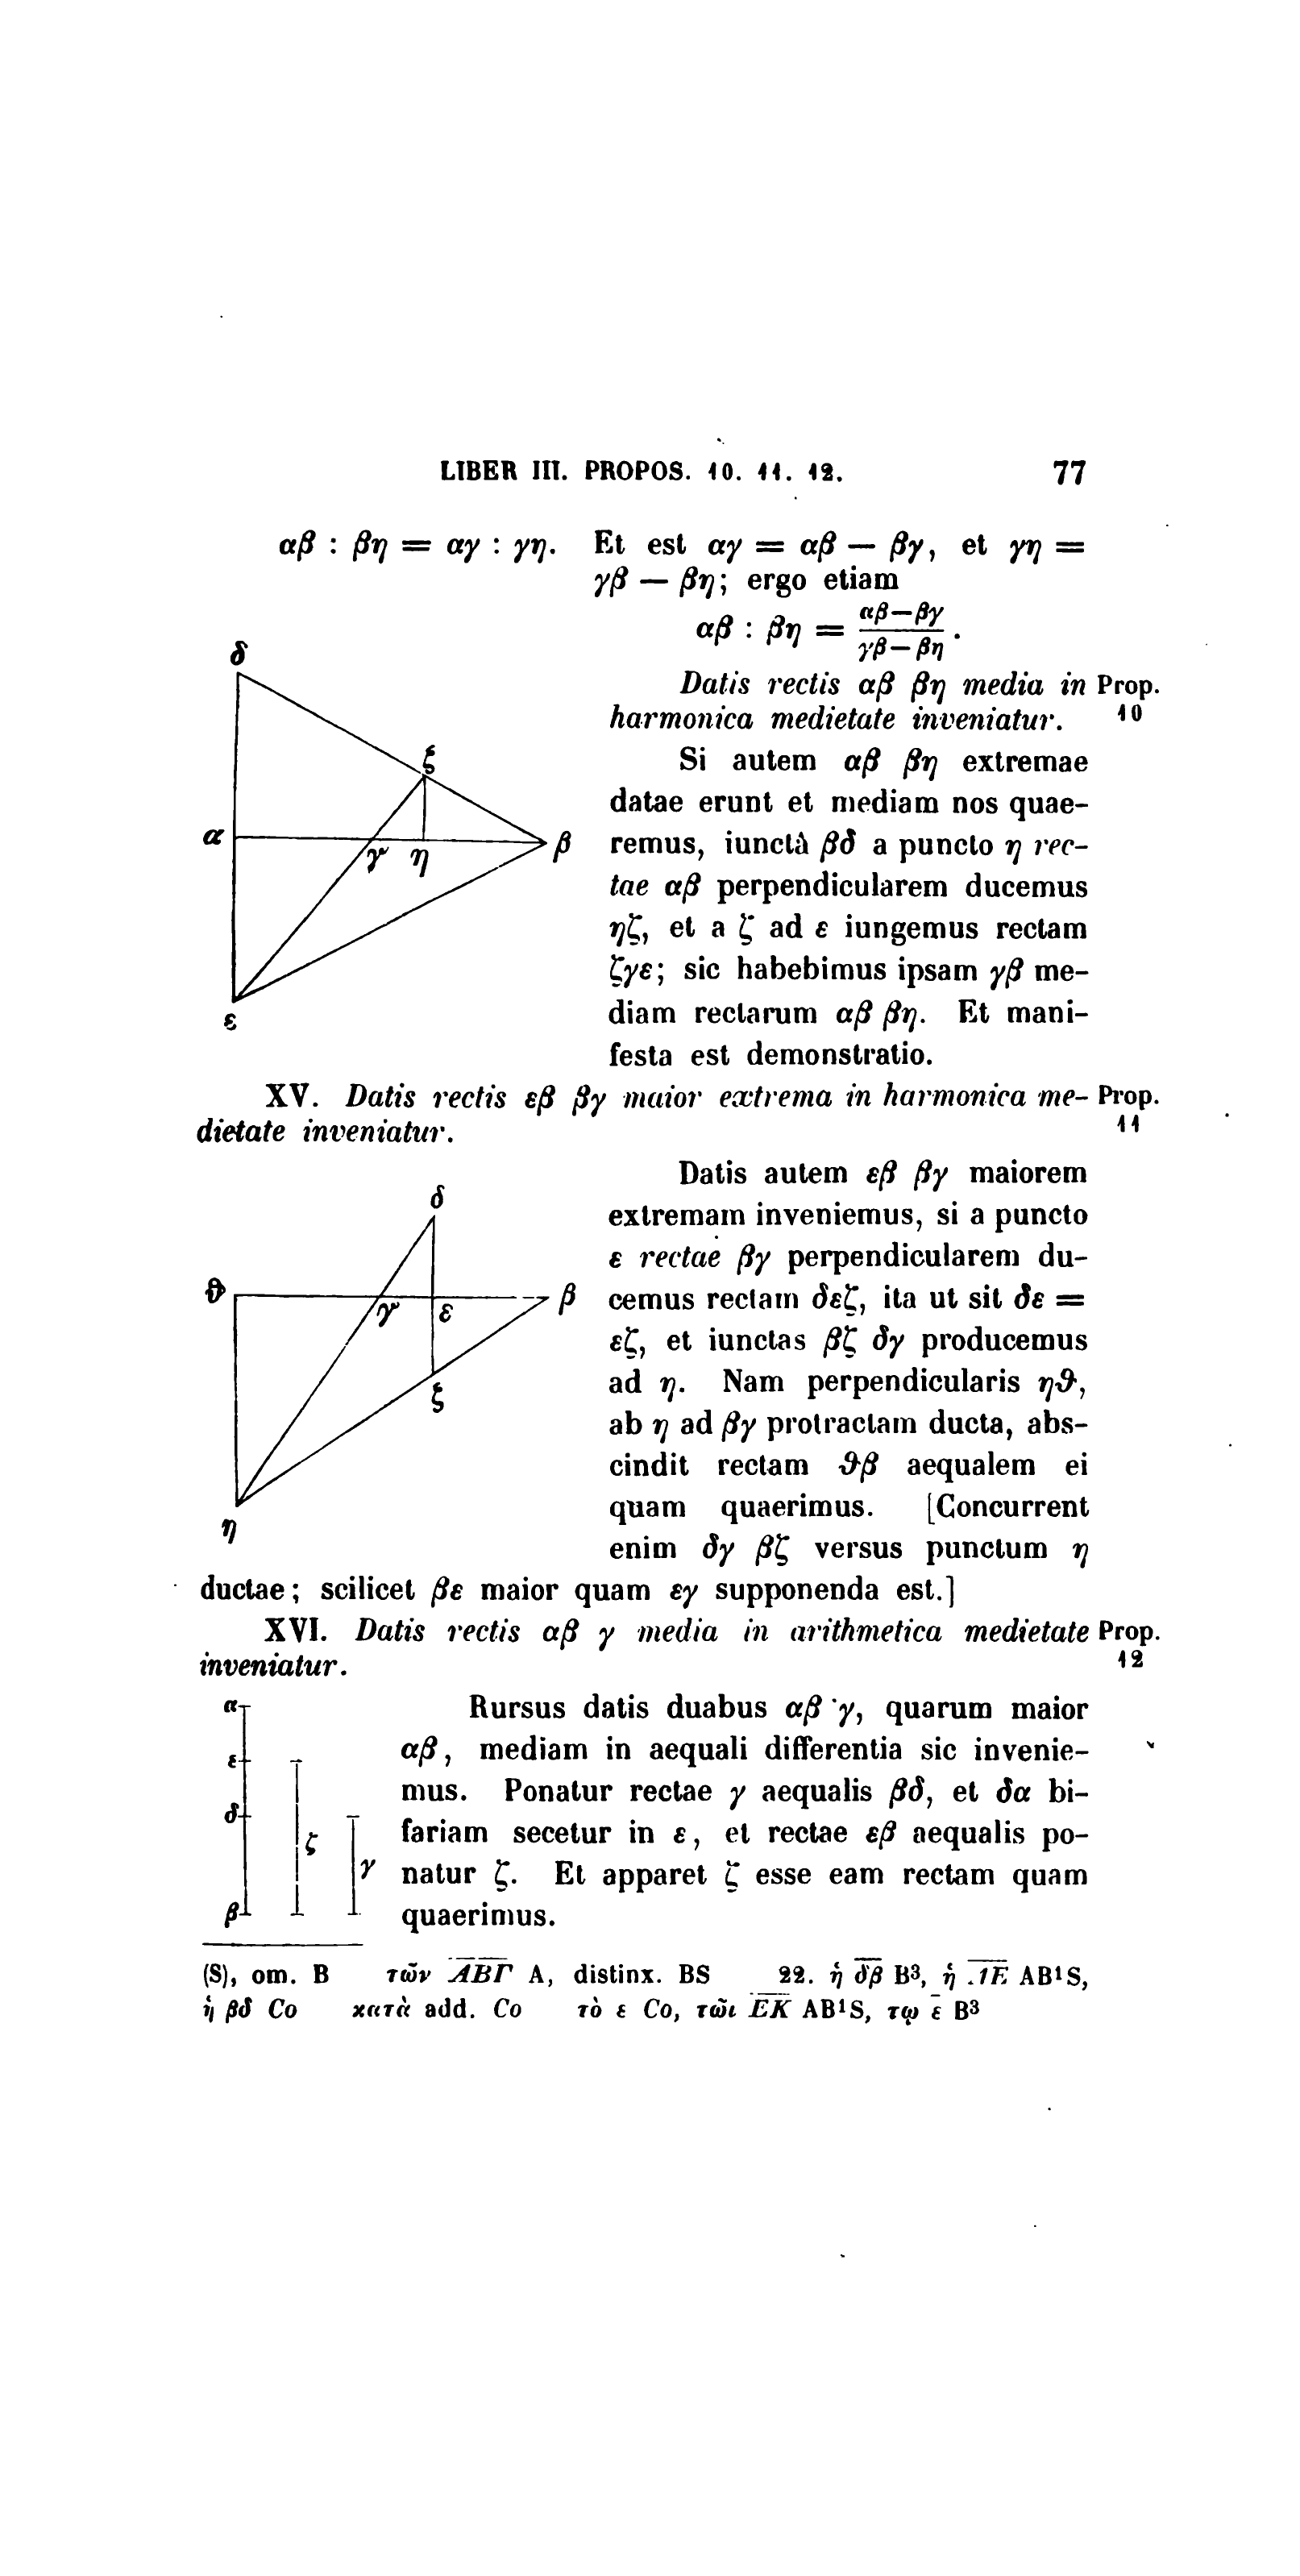 LIBER III. PROPOS. 10. 11. 12. 77
αβ : βη = αγ : γη. Et est αγ = αβ — βγ, et γη =
γβ — βη; ergo etiam
αβ : βη = αβ—βγ / γβ—βη .
δ
ζ
α
γ η
β
ε
Datis rectis αβ βη media in Prop.
harmonica medietate inveniatur. 10
Si autem αβ βη extremae
datae erunt et mediam nos quae-
remus, iunctâ βδ a puncto η rec-
tae αβ perpendicularem ducemus
ηζ, et a ζ ad ε iungemus rectam
ζγε; sic habebimus ipsam γβ me-
diam rectarum αβ βη. Et mani-
festa est demonstratio.
XV. Datis rectis εβ βγ maior extrema in harmonica me- Prop.
dietate inveniatur. 11
δ
ϑ
γ ε
β
ζ
η
Datis autem εβ βγ maiorem
extremam inveniemus, si a puncto
ε rectae βγ perpendicularem du-
cemus rectam δεζ, ita ut sit δε =
εζ, et iunctas βζ δγ producemus
ad η. Nam perpendicularis ηϑ,
ab η ad βγ protractam ducta, abs-
cindit rectam ϑβ aequalem ei
quam quaerimus. [Concurrent
enim δγ βζ versus punctum η
ductae; scilicet βε maior quam εγ supponenda est.]
XVI. Datis rectis αβ γ media in arithmetica medietate Prop.
inveniatur. 12
α
ε
δ
ζ
γ
β
Rursus datis duabus αβ γ, quarum maior
αβ, mediam in aequali differentia sic invenie-
mus. Ponatur rectae γ aequalis βδ, et δα bi-
fariam secetur in ε, et rectae εβ aequalis po-
natur ζ. Et apparet ζ esse eam rectam quam
quaerimus.
(S), om. B τῶν A̅B̅Γ̅ A, distinx. BS 22. ἡ δ̅β̅ B³, ἡ Δ̅E̅ AB¹S,
ἡ βδ Co κατὰ add. Co τὸ ε Co, τῶι E̅K̅ AB¹S, τῳ ε̅ B³